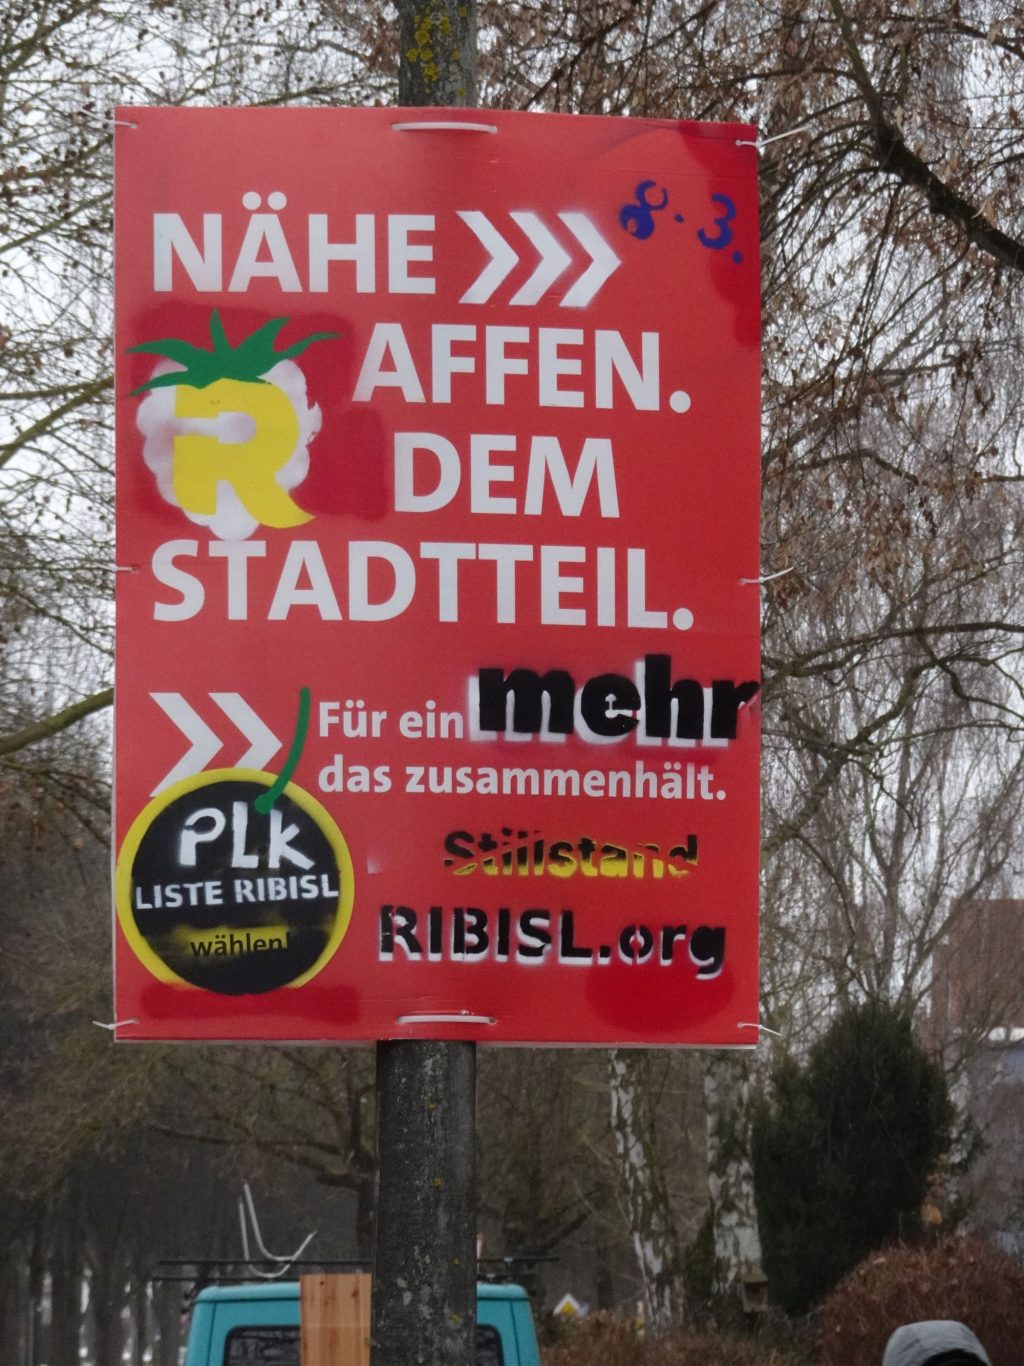 8.3.
NÄHE
AFFEN.
DEM
STADTTEIL.
Für ein mehr
das zusammenhält.
PLK
LISTE RIBISL
wählen!
Stillstand
RIBISL.org